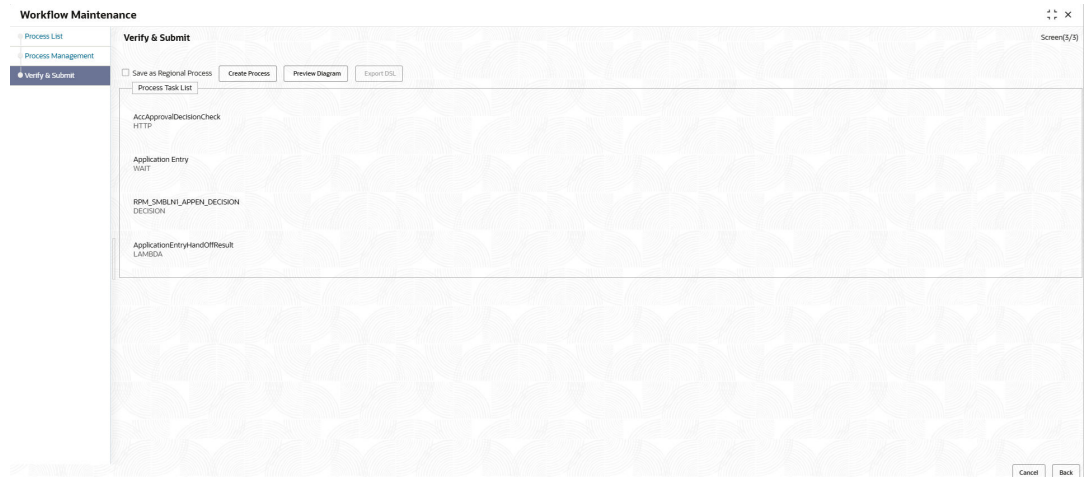 Workflow Maintenance
Process List
Process Management
Verify & Submit
Verify & Submit
Screen(3/3)
Save as Regional Process
Create Process
Preview Diagram
Export DSL
Process Task List
AccApprovalDecisionCheck
HTTP
Application Entry
WAIT
RPM_SMBLN1_APPEN_DECISION
DECISION
ApplicationEntryHandOffResult
LAMBDA
Cancel
Back